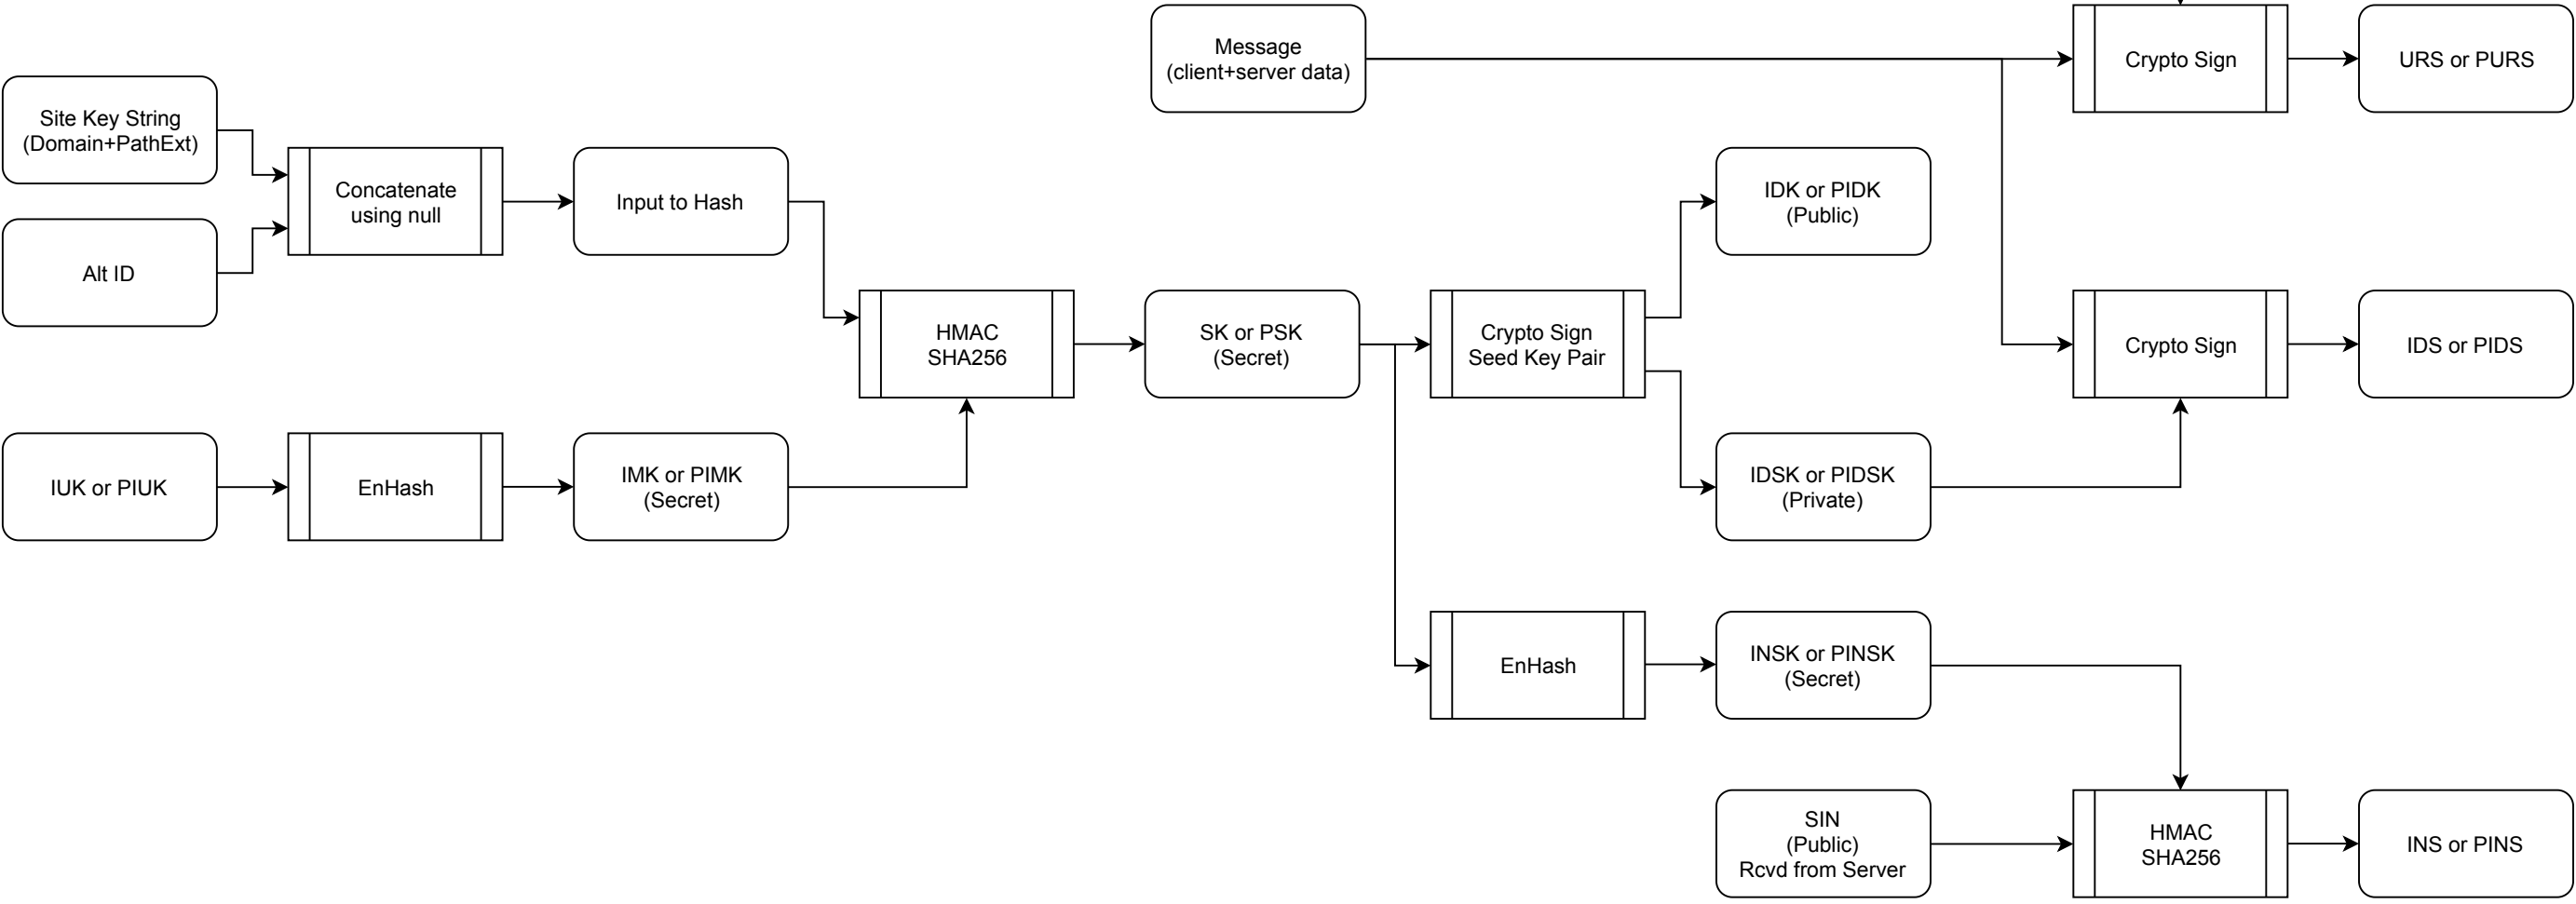 Message
(client+server data)
Crypto Sign
URS or PURS
Site Key String
(Domain+PathExt)
Concatenate
using null
Input to Hash
IDK or PIDK
(Public)
Alt ID
HMAC
SHA256
SK or PSK
(Secret)
Crypto Sign
Seed Key Pair
Crypto Sign
IDS or PIDS
IUK or PIUK
EnHash
IMK or PIMK
(Secret)
IDSK or PIDSK
(Private)
EnHash
INSK or PINSK
(Secret)
SIN
(Public)
Rcvd from Server
HMAC
SHA256
INS or PINS